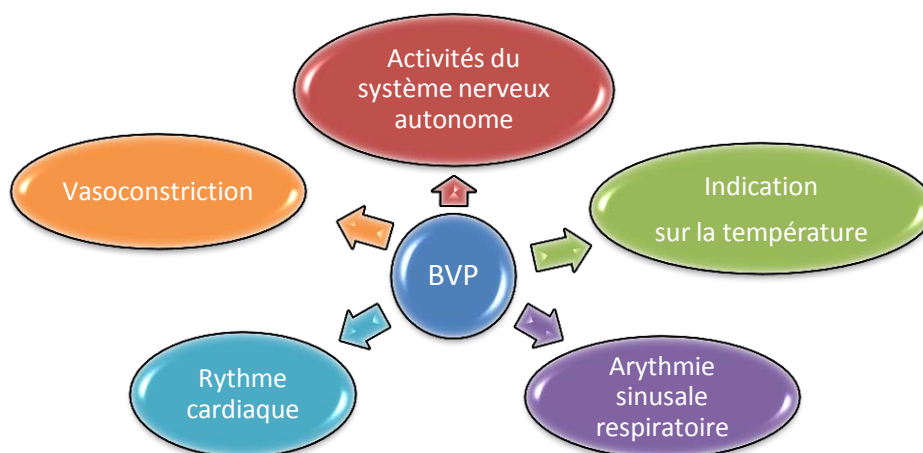 Activités du
système nerveux
autonome
Vasoconstriction
Indication
sur la température
BVP
Rythme
cardiaque
Arythmie
sinusale
respiratoire